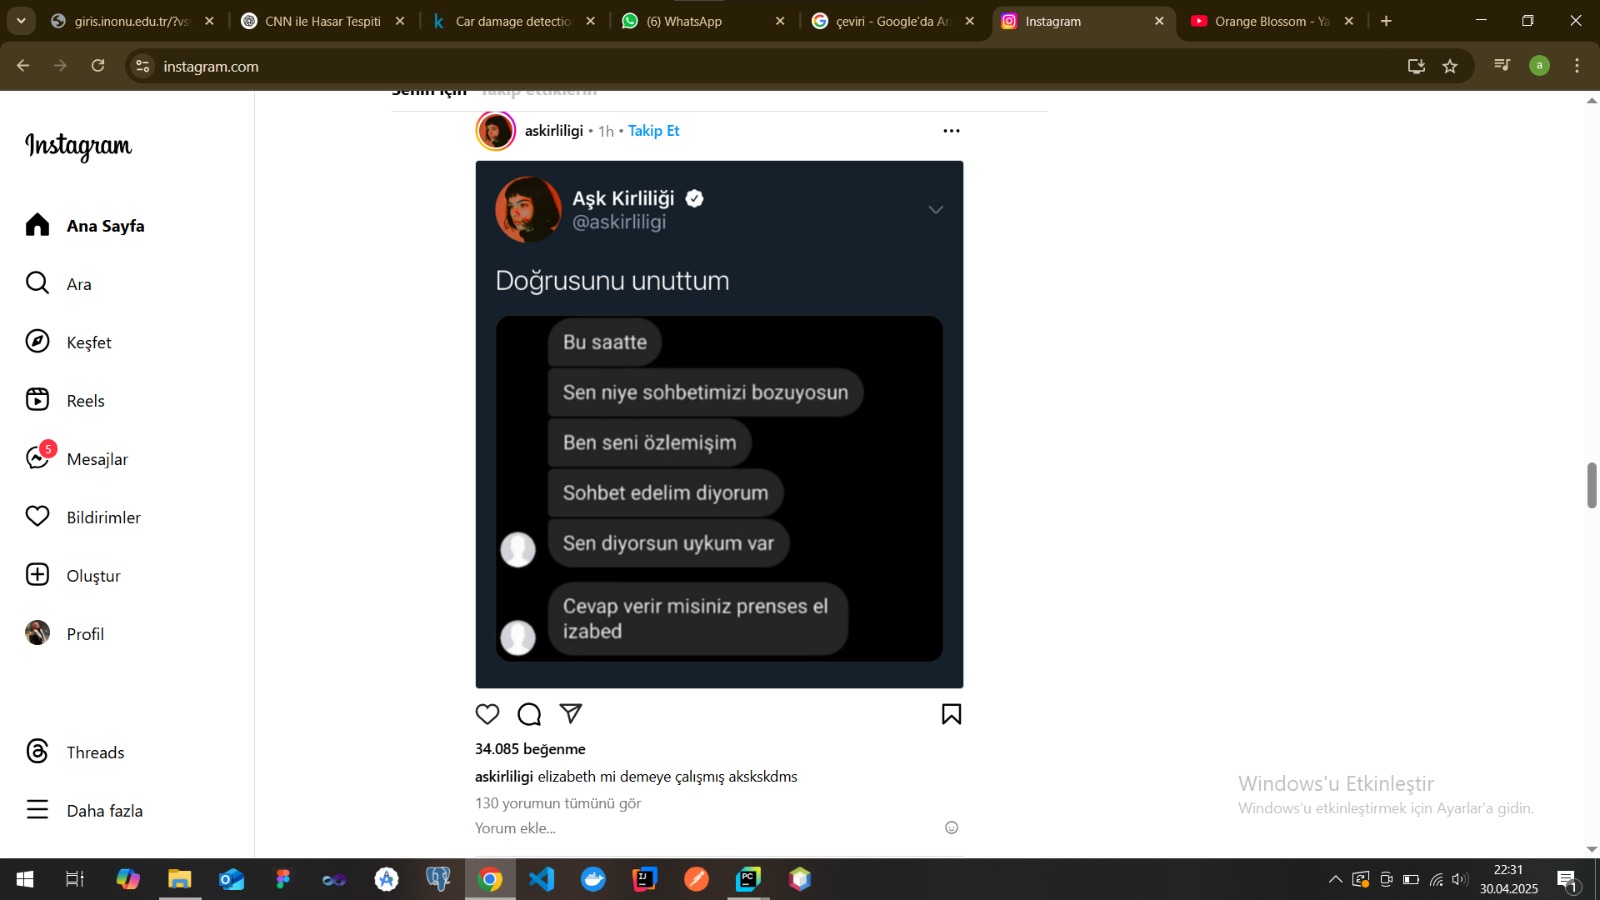 giris.inonu.edu.tr/?vs
CNN ile Hasar Tespiti
Car damage detectio
(6) WhatsApp
çeviri - Google'da Ar
Instagram
Orange Blossom - Ya
instagram.com
a
Senin için Takip ettiklerin
Instagram
askirliligi • 1h • Takip Et
Aşk Kirliliği
@askirliligi
Doğrusunu unuttum
Bu saatte
Sen niye sohbetimizi bozuyosun
Ben seni özlemişim
Sohbet edelim diyorum
Sen diyorsun uykum var
Cevap verir misiniz prenses el
izabed
Ana Sayfa
Ara
Keşfet
Reels
5
Mesajlar
Bildirimler
Oluştur
Profil
Threads
Daha fazla
34.085 beğenme
askirliligi elizabeth mi demeye çalışmış akskskdms
130 yorumun tümünü gör
Yorum ekle...
Windows'u Etkinleştir
Windows'u etkinleştirmek için Ayarlar'a gidin.
22:31
30.04.2025
1